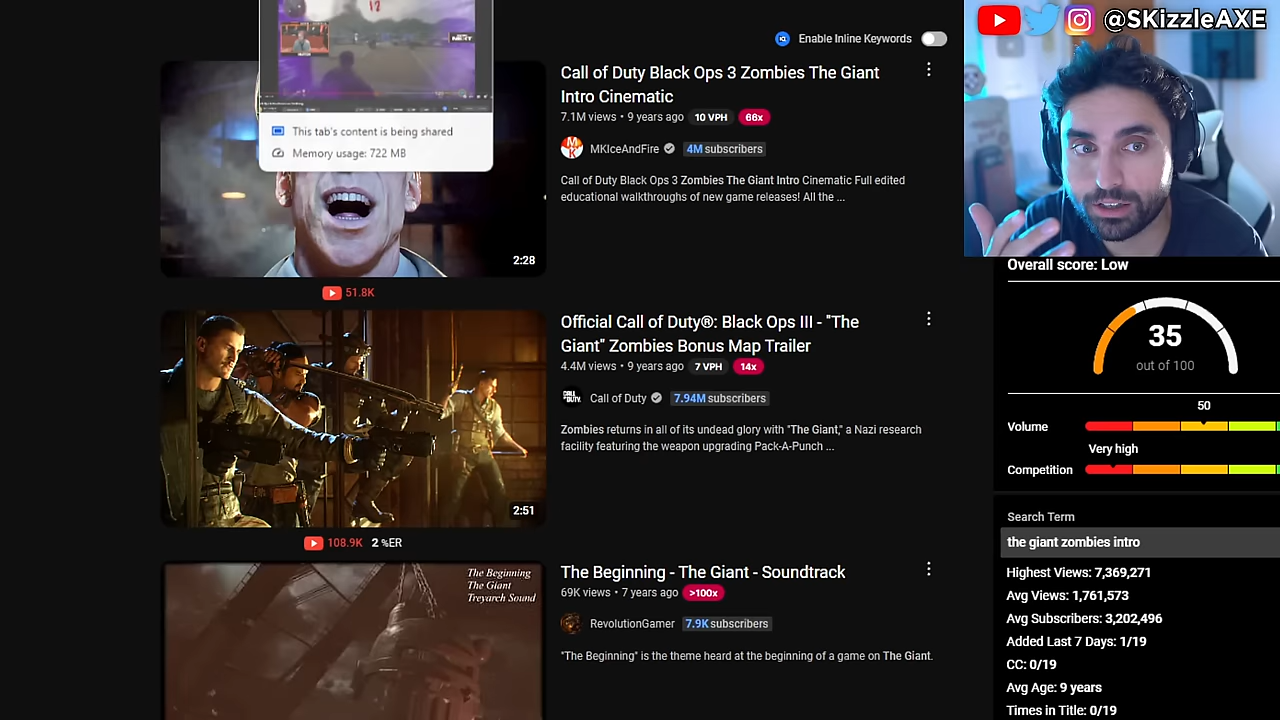 @SKizzleAXE
Enable Inline Keywords
Call of Duty Black Ops 3 Zombies The Giant
Intro Cinematic
7.1M views • 9 years ago 10 VPH 66x
MKIceAndFire 4M subscribers
Call of Duty Black Ops 3 Zombies The Giant Intro Cinematic Full edited
educational walkthroughs of new game releases! All the ...
This tab's content is being shared
Memory usage: 722 MB
2:28
51.8K
Official Call of Duty®: Black Ops III - "The
Giant" Zombies Bonus Map Trailer
4.4M views • 9 years ago 7 VPH 14x
CALL OF DUTY
Call of Duty 7.94M subscribers
Zombies returns in all of its undead glory with "The Giant," a Nazi research
facility featuring the weapon upgrading Pack-A-Punch ...
2:51
108.9K 2 %ER
The Beginning
The Giant
Treyarch Sound
The Beginning - The Giant - Soundtrack
69K views • 7 years ago >100x
RevolutionGamer 7.9K subscribers
"The Beginning" is the theme heard at the beginning of a game on The Giant.
Overall score: Low
35
out of 100
50
Volume
Very high
Competition
Search Term
the giant zombies intro
Highest Views: 7,369,271
Avg Views: 1,761,573
Avg Subscribers: 3,202,496
Added Last 7 Days: 1/19
CC: 0/19
Avg Age: 9 years
Times in Title: 0/19